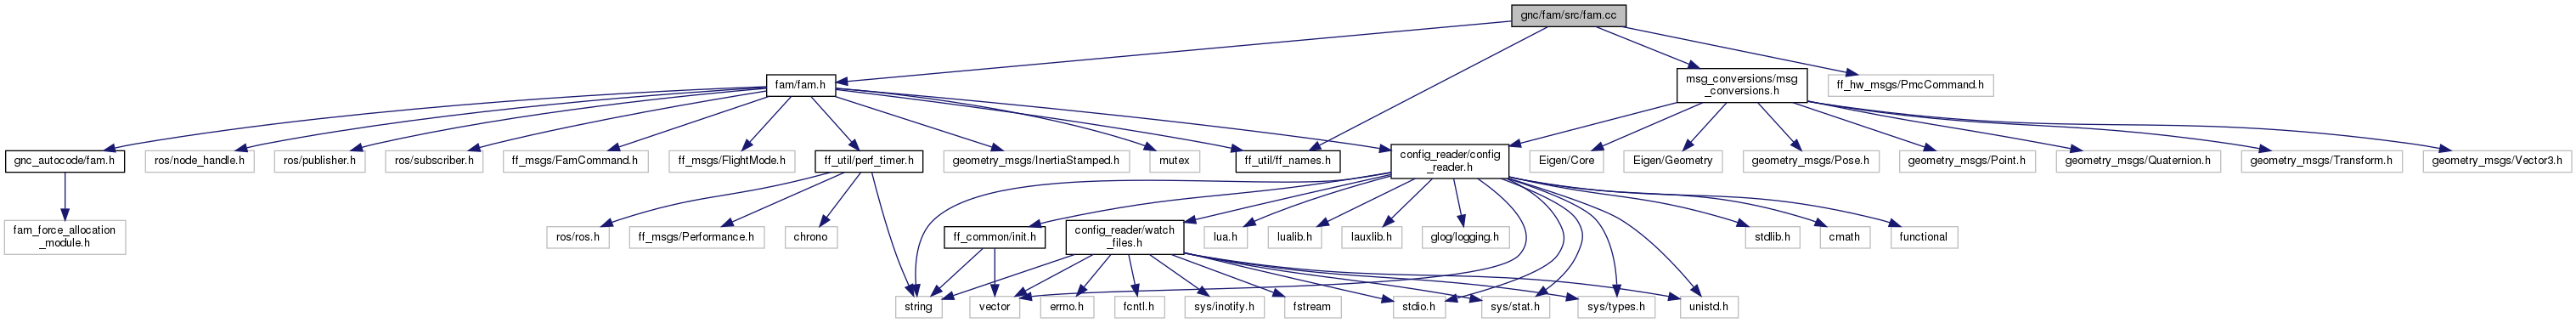 gnc/fam/src/fam.cc
fam/fam.h
msg_conversions/msg
_conversions.h
ff_hw_msgs/PmcCommand.h
gnc_autocode/fam.h
ros/node_handle.h
ros/publisher.h
ros/subscriber.h
ff_msgs/FamCommand.h
ff_msgs/FlightMode.h
ff_util/perf_timer.h
geometry_msgs/InertiaStamped.h
mutex
ff_util/ff_names.h
config_reader/config
_reader.h
Eigen/Core
Eigen/Geometry
geometry_msgs/Pose.h
geometry_msgs/Point.h
geometry_msgs/Quaternion.h
geometry_msgs/Transform.h
geometry_msgs/Vector3.h
fam_force_allocation
_module.h
ros/ros.h
ff_msgs/Performance.h
chrono
ff_common/init.h
config_reader/watch
_files.h
lua.h
lualib.h
lauxlib.h
glog/logging.h
stdlib.h
cmath
functional
string
vector
errno.h
fcntl.h
sys/inotify.h
fstream
stdio.h
sys/stat.h
sys/types.h
unistd.h